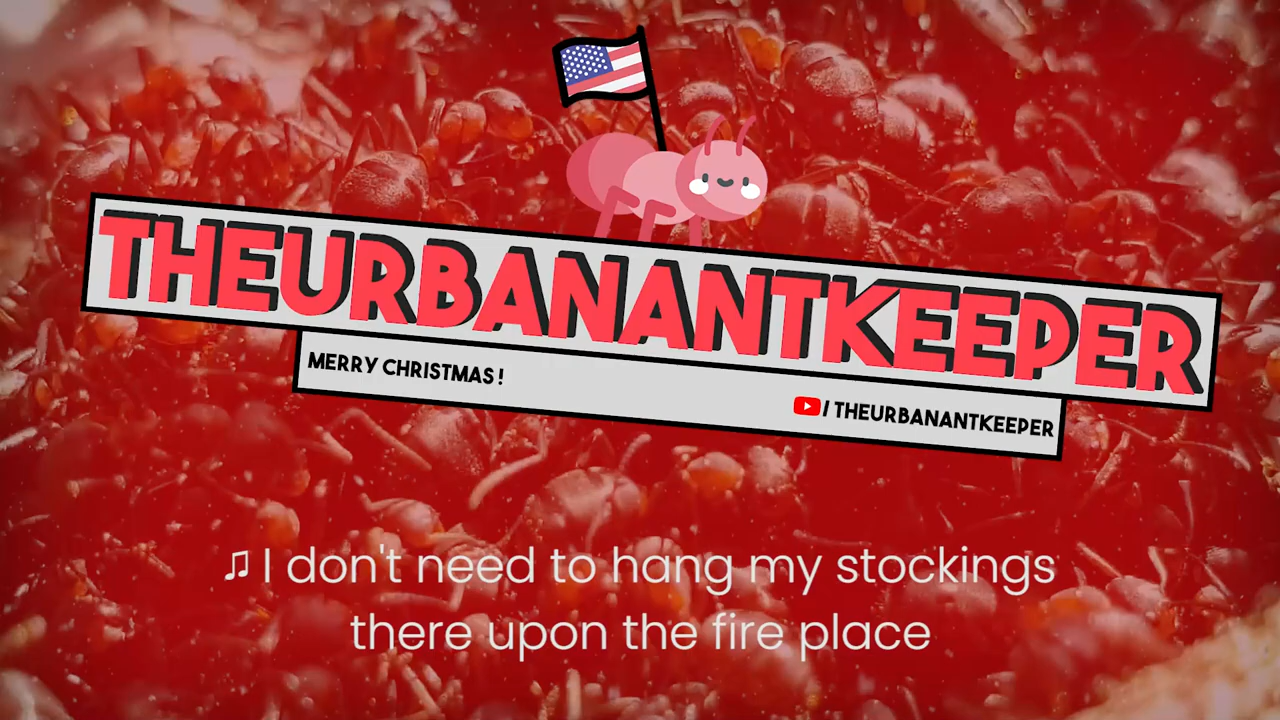 THEURBANANTKEEPER
MERRY CHRISTMAS!
/ THEURBANANTKEEPER
♫ I don't need to hang my stockings
there upon the fire place